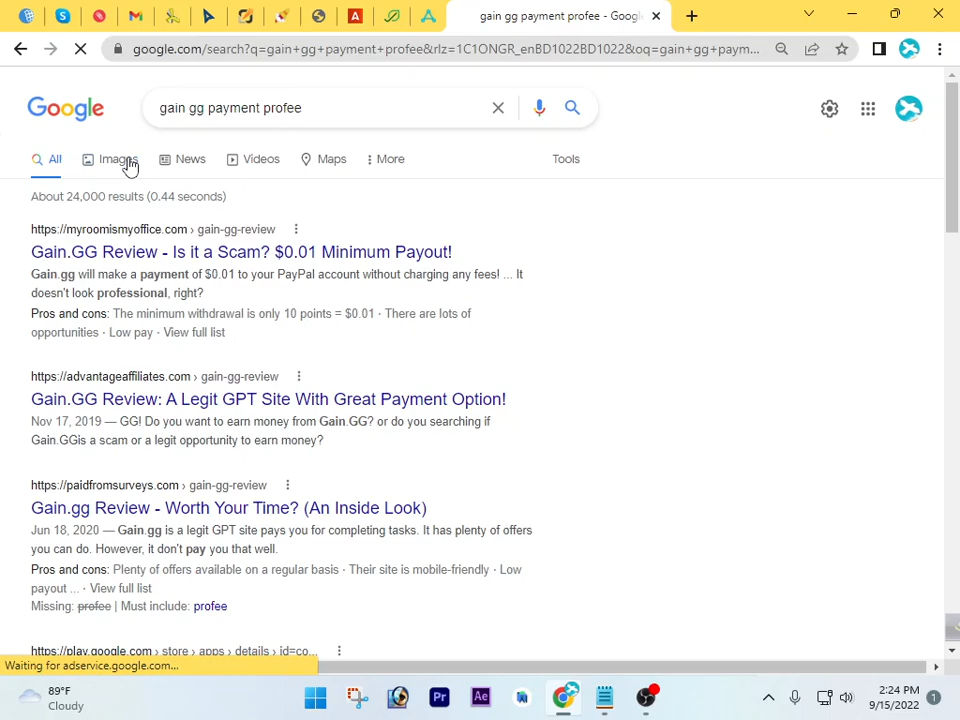 gain gg payment profee - Goog
google.com/search?q=gain+gg+payment+profee&rlz=1C1ONGR_enBD1022BD1022&oq=gain+gg+paym...
Google
gain gg payment profee
All
Images
News
Videos
Maps
More
Tools
About 24,000 results (0.44 seconds)
https://myroomismyoffice.com › gain-gg-review
Gain.GG Review - Is it a Scam? $0.01 Minimum Payout!
Gain.gg will make a payment of $0.01 to your PayPal account without charging any fees! ... It
doesn't look professional, right?
Pros and cons: The minimum withdrawal is only 10 points = $0.01 · There are lots of
opportunities · Low pay · View full list
https://advantageaffiliates.com › gain-gg-review
Gain.GG Review: A Legit GPT Site With Great Payment Option!
Nov 17, 2019 — GG! Do you want to earn money from Gain.GG? or do you searching if
Gain.GGis a scam or a legit opportunity to earn money?
https://paidfromsurveys.com › gain-gg-review
Gain.gg Review - Worth Your Time? (An Inside Look)
Jun 18, 2020 — Gain.gg is a legit GPT site pays you for completing tasks. It has plenty of offers
you can do. However, it don't pay you that well.
Pros and cons: Plenty of offers available on a regular basis · Their site is mobile-friendly · Low
payout ... · View full list
Missing: profee | Must include: profee
https://play.google.com › store › apps › details › id=co...
Waiting for adservice.google.com...
89°F
Cloudy
Pr
Ae
2:24 PM
9/15/2022
1